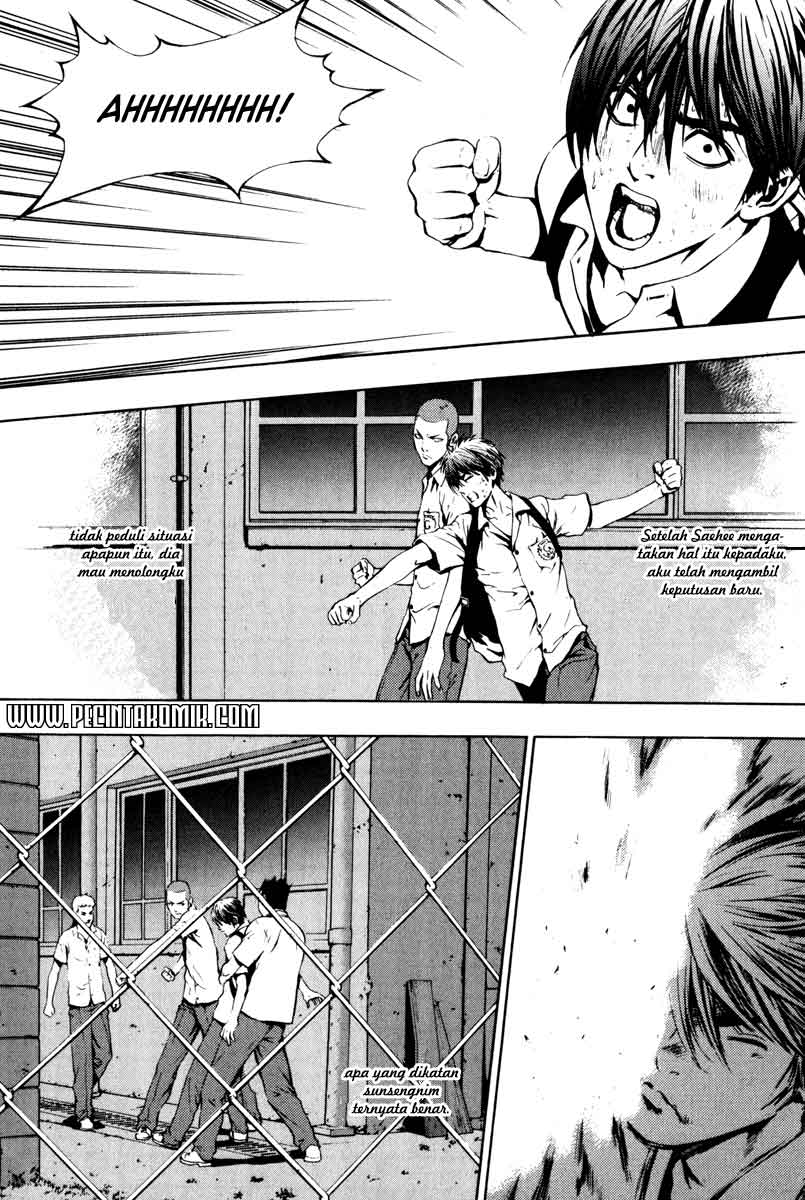 AHHHHHHHH!
tidak peduli situasi
apapun itu, dia
mau menolongku
Setelah Saehee menga-
takan hal itu kepadaku,
aku telah mengambil
keputusan baru.
WWW.PECINTAKOMIK.COM
apa yang dikatan
sunsengnim
ternyata benar.